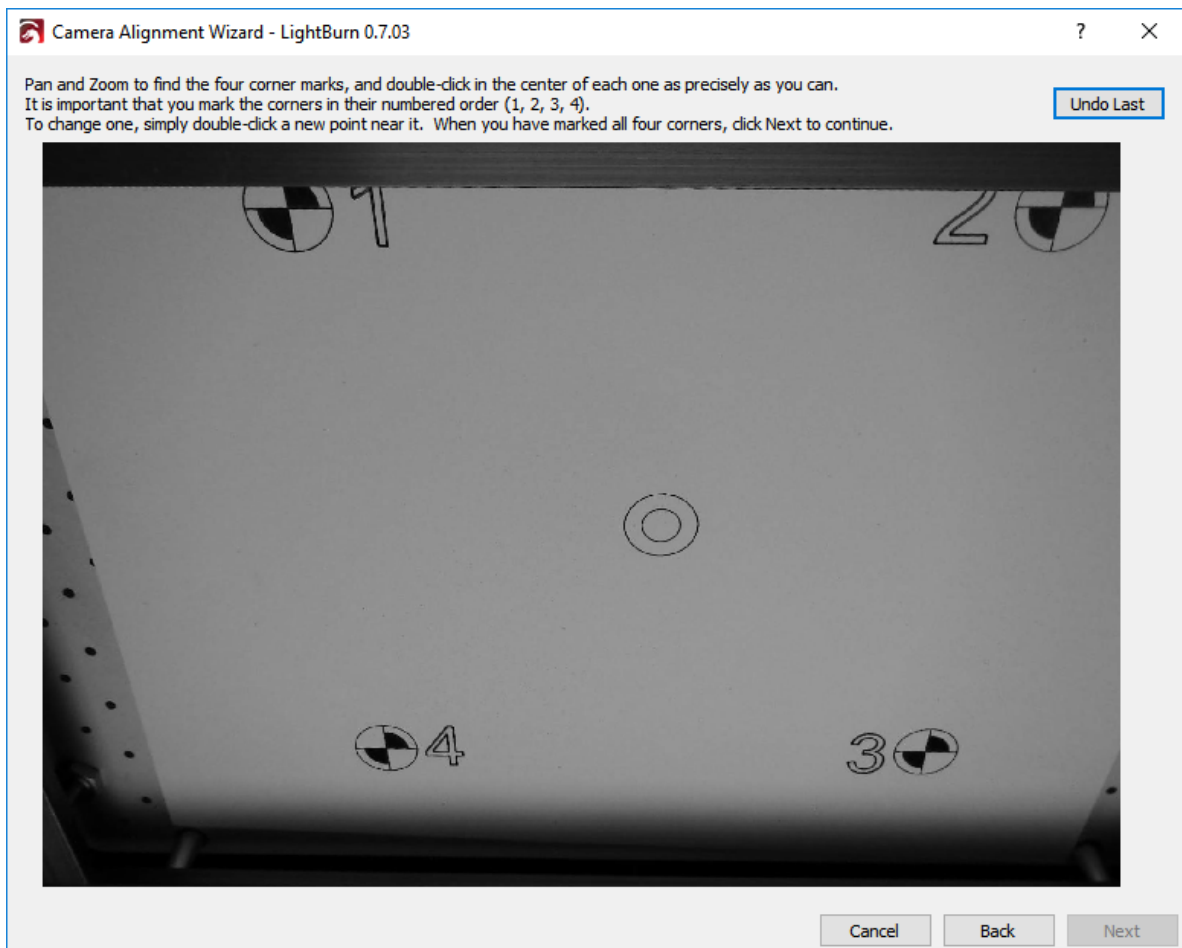 Camera Alignment Wizard - LightBurn 0.7.03
?
Pan and Zoom to find the four corner marks, and double-click in the center of each one as precisely as you can.
It is important that you mark the corners in their numbered order (1, 2, 3, 4).
To change one, simply double-click a new point near it.  When you have marked all four corners, click Next to continue.
Undo Last
1
2
4
3
Cancel
Back
Next